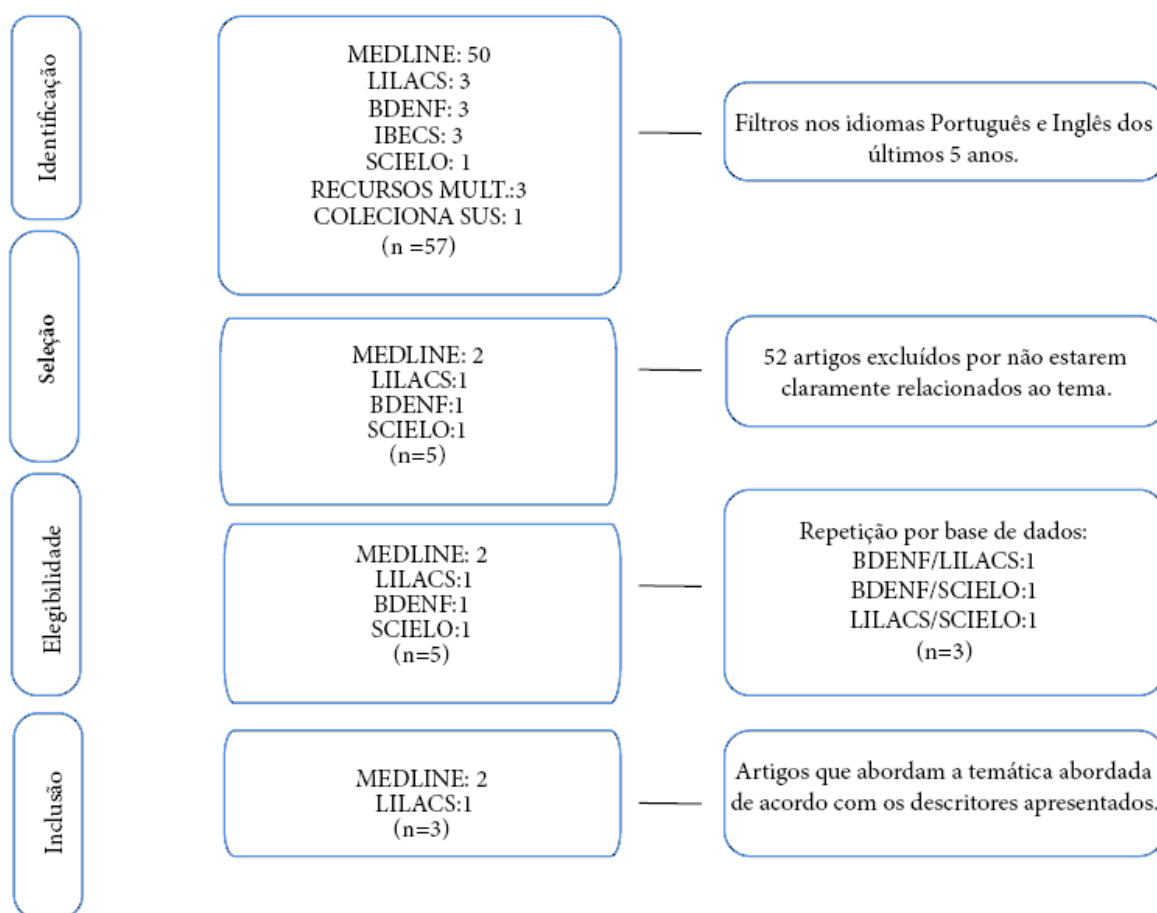 Identificação
MEDLINE: 50
LILACS: 3
BDENF: 3
IBECS: 3
SCIELO: 1
RECURSOS MULT.:3
COLECIONA SUS: 1
(n =57)
Filtros nos idiomas Português e Inglês dos
últimos 5 anos.
Seleção
MEDLINE: 2
LILACS:1
BDENF:1
SCIELO:1
(n=5)
52 artigos excluídos por não estarem
claramente relacionados ao tema.
Elegibilidade
MEDLINE: 2
LILACS:1
BDENF:1
SCIELO:1
(n=5)
Repetição por base de dados:
BDENF/LILACS:1
BDENF/SCIELO:1
LILACS/SCIELO:1
(n=3)
Inclusão
MEDLINE: 2
LILACS:1
(n=3)
Artigos que abordam a temática abordada
de acordo com os descritores apresentados.